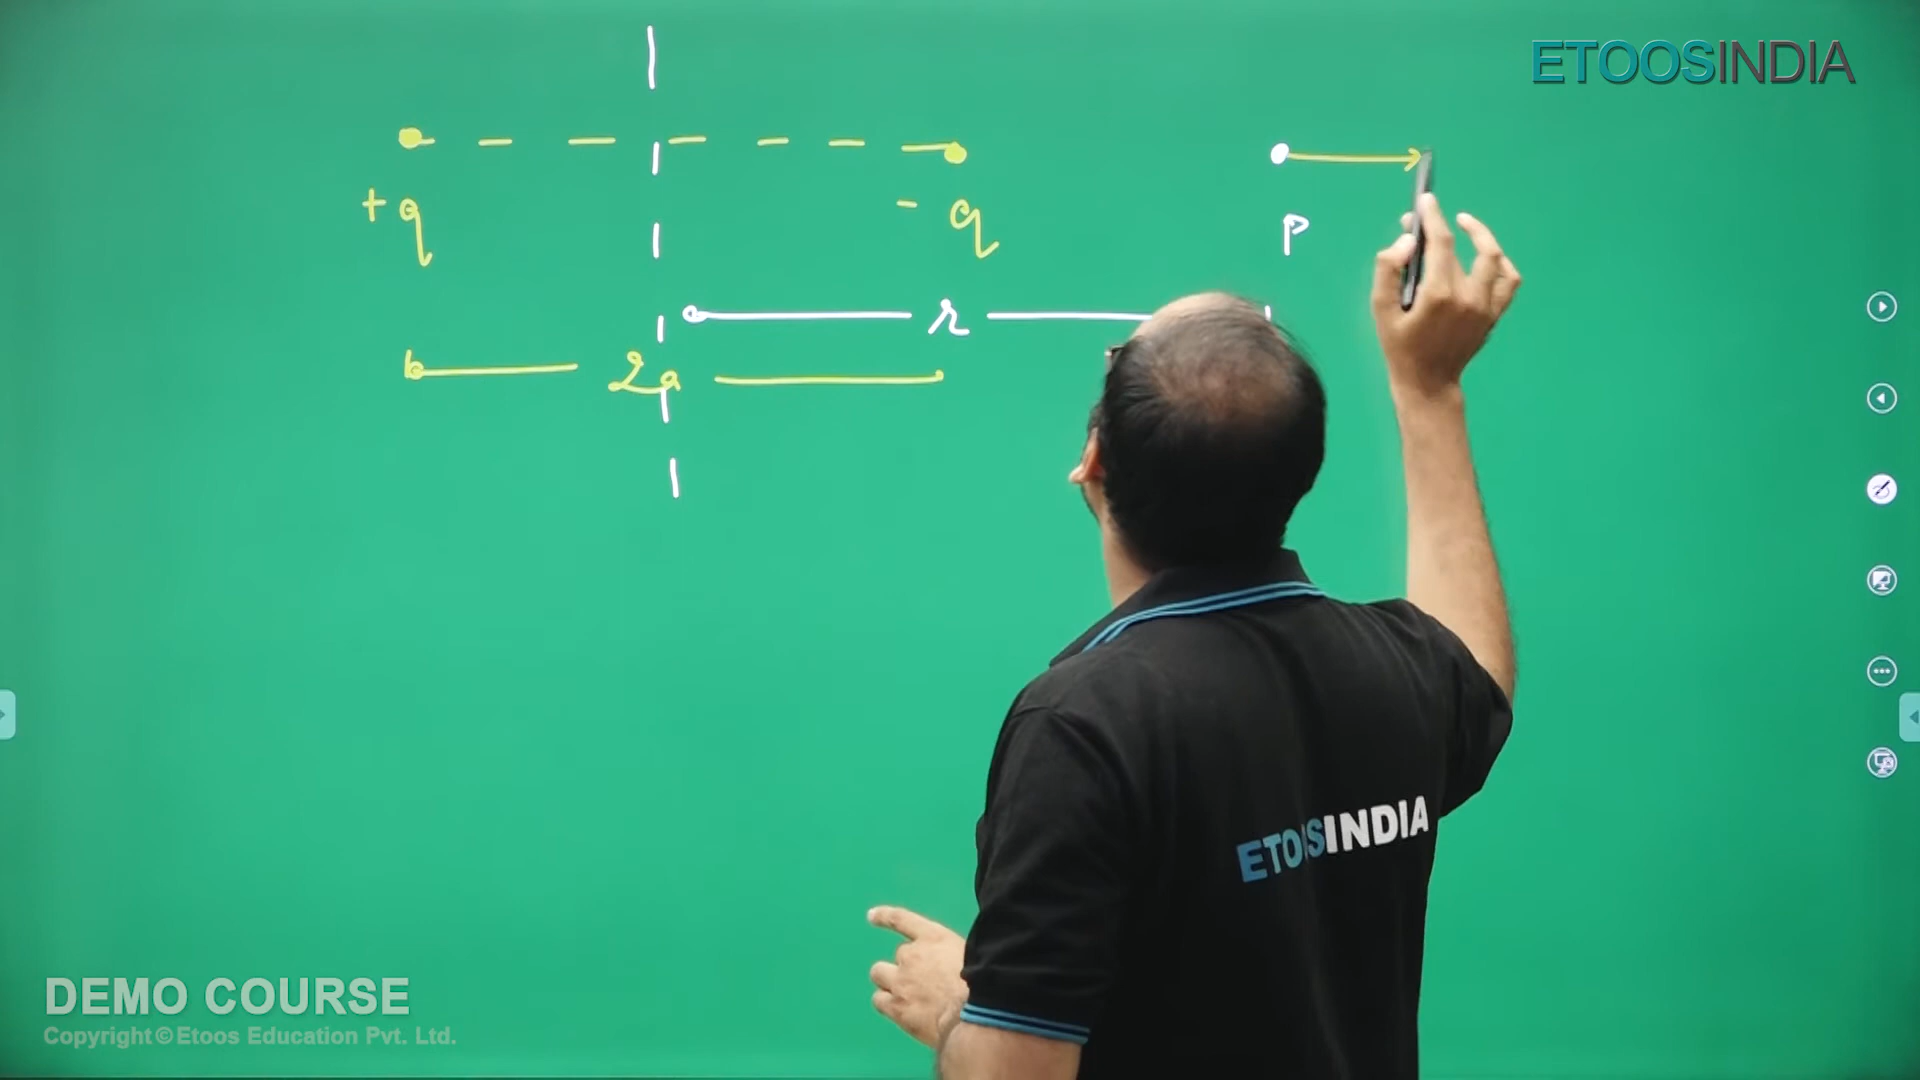 ETOOSINDIA
+q
- q
P
r
2a
ETOOSINDIA
DEMO COURSE
Copyright © Etoos Education Pvt. Ltd.